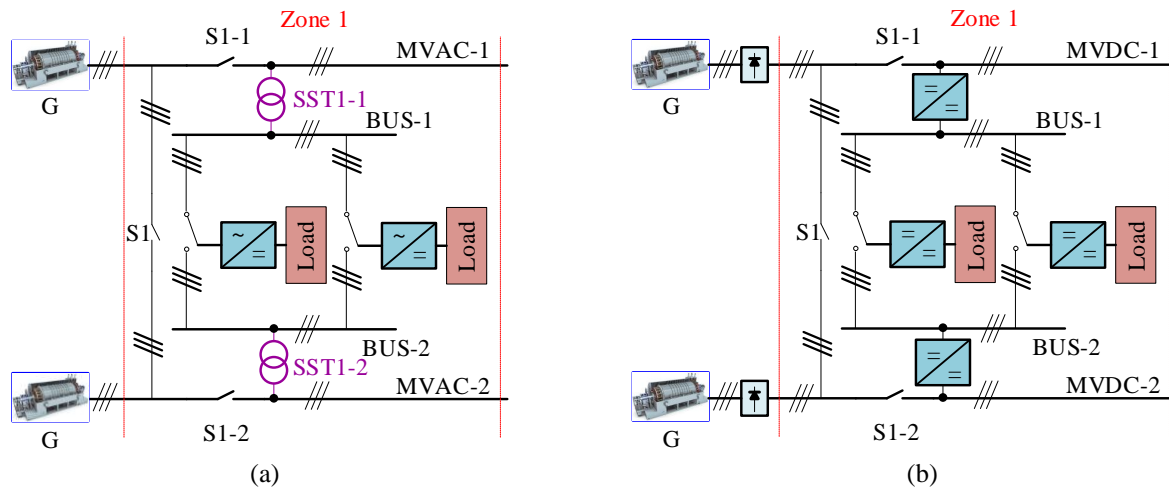 Zone 1
S1-1
MVAC-1
G
SST1-1
BUS-1
S1
~
=
Load
~
=
Load
BUS-2
SST1-2
MVAC-2
G
S1-2
(a)
Zone 1
S1-1
MVDC-1
G
=
=
BUS-1
S1
=
=
Load
=
=
Load
BUS-2
=
=
MVDC-2
G
S1-2
(b)